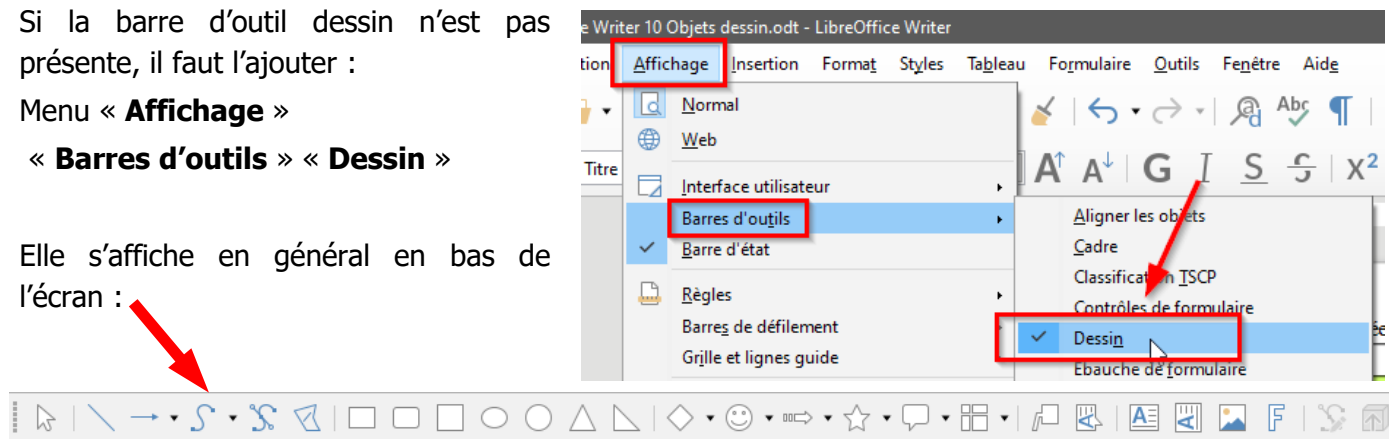 Si la barre d’outil dessin n’est pas
présente, il faut l’ajouter :
Menu « Affichage »
« Barres d’outils » « Dessin »
Elle s’affiche en général en bas de
l’écran :
e Writer 10 Objets dessin.odt - LibreOffice Writer
tion Affichage Insertion Format Styles Tableau Formulaire Outils Fenêtre Aide
Normal
Web
Titre
Interface utilisateur
Barres d'outils
Barre d'état
Règles
Barres de défilement
Grille et lignes guide
Abc
A A G I S S X²
Aligner les objets
Cadre
Classification TSCP
Contrôles de formulaire
Dessin
Ebauche de formulaire